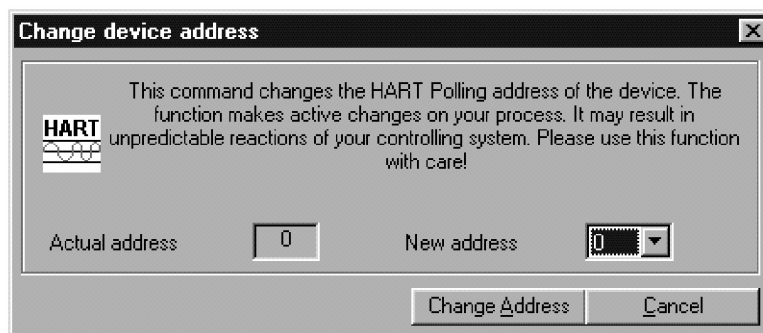 Change device address
This command changes the HART Polling address of the device. The
function makes active changes on your process. It may result in
unpredictable reactions of your controlling system. Please use this function
with care!
HART
Actual address 0 New address 0
Change Address Cancel